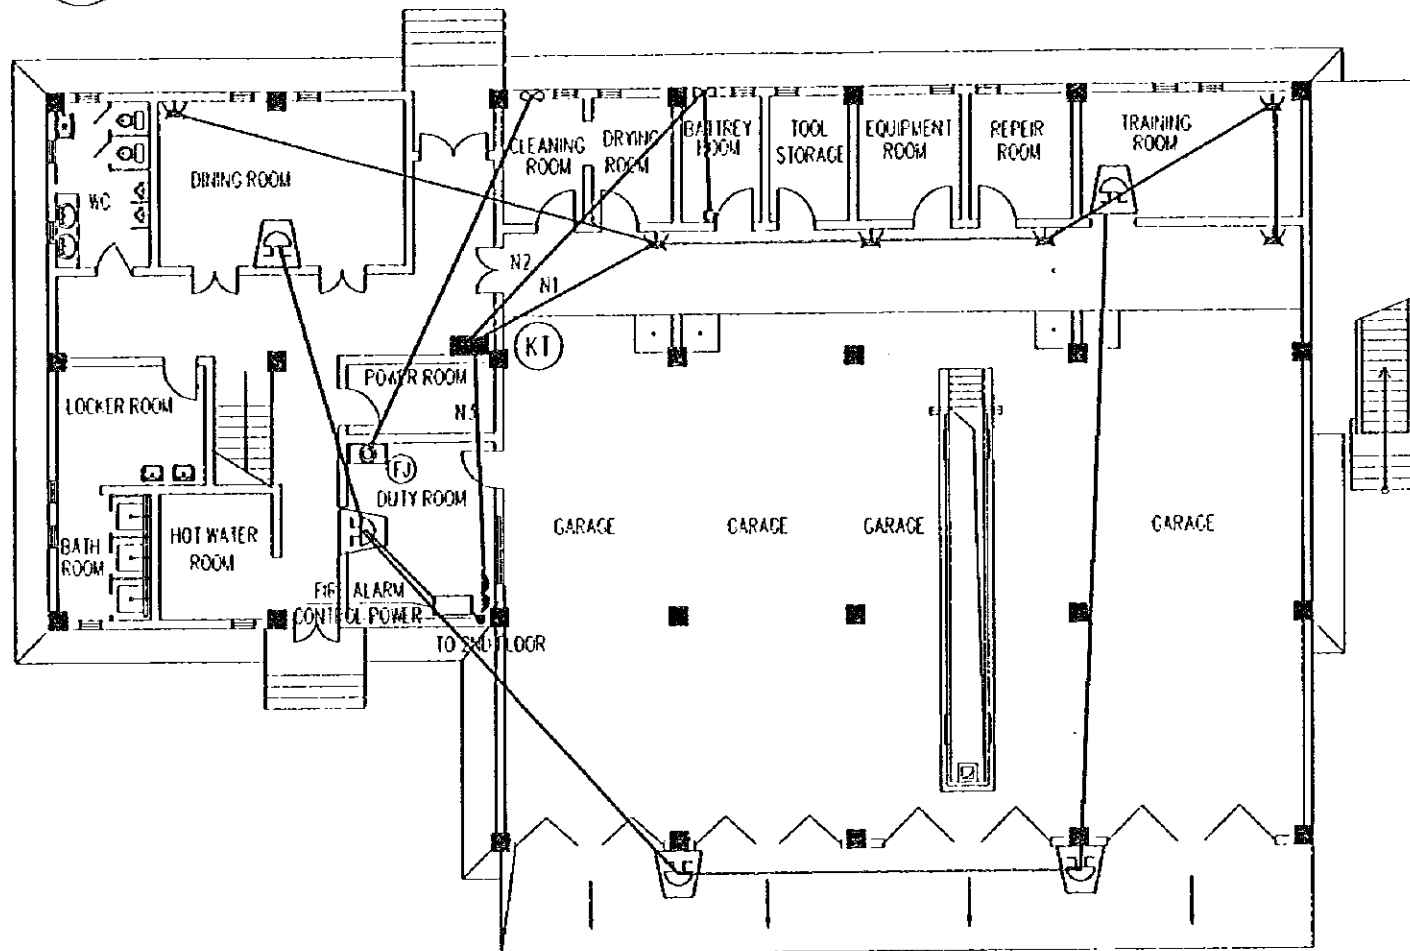 CLEANING
ROOM
DRYING
ROOM
BATTREY
ROOM
TOOL
STORAGE
EQUIPMENT
ROOM
REPEIR
ROOM
TRAINING
ROOM
DINING ROOM
WC
N2
N1
KT
POWER ROOM
LOCKER ROOM
FJ
DUTY ROOM
HOT WATER
ROOM
BATH
ROOM
GARAGE
GARAGE
GARAGE
GARAGE
ALARM
CONTROL POWER
TO 2ND FLOOR